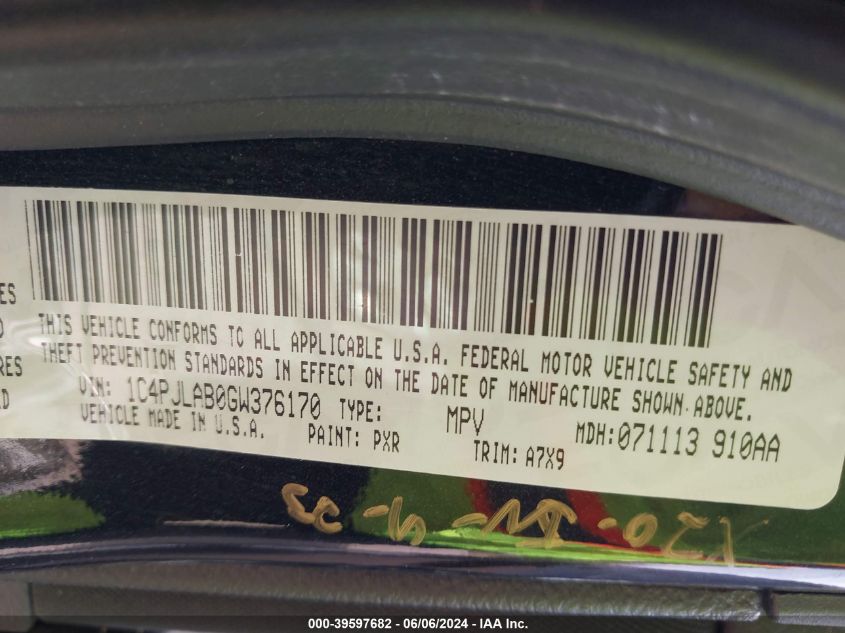 ES
THIS VEHICLE CONFORMS TO ALL APPLICABLE U.S.A. FEDERAL MOTOR VEHICLE SAFETY AND
RES
THEFT PREVENTION STANDARDS IN EFFECT ON THE DATE OF MANUFACTURE SHOWN ABOVE.
VIN: 1C4PJLAB0GW376170 TYPE: MPV MDH:071113 910AA
VEHICLE MADE IN U.S.A. PAINT: PXR TRIM: A7X9
000-39597682 - 06/06/2024 - IAA Inc.